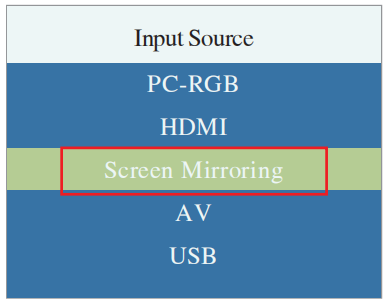 Input Source
PC-RGB
HDMI
Screen Mirroring
AV
USB